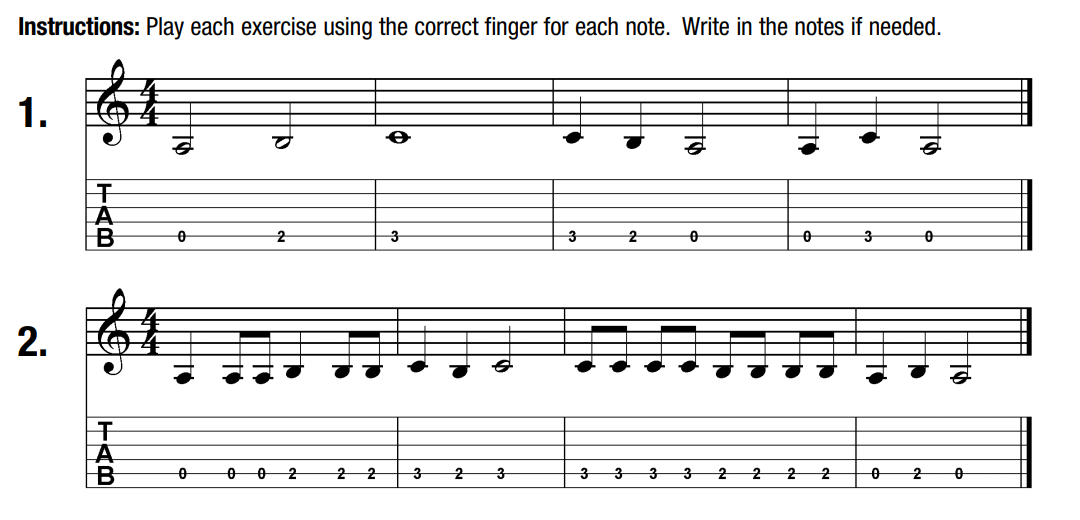 Instructions: Play each exercise using the correct finger for each note. Write in the notes if needed.
1.
4
4
T
A
B
0 2 3 3 2 0 0 3 0
2.
4
4
T
A
B
0 0 0 2 2 2 3 2 3 3 3 3 3 2 2 2 2 0 2 0